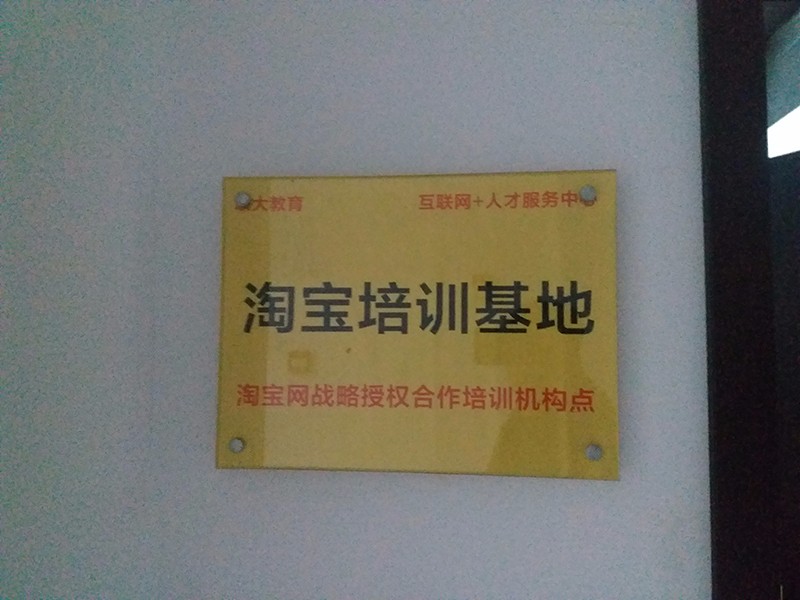 大教育 互联网+人才服务中心
淘宝培训基地
淘宝网战略授权合作培训机构点